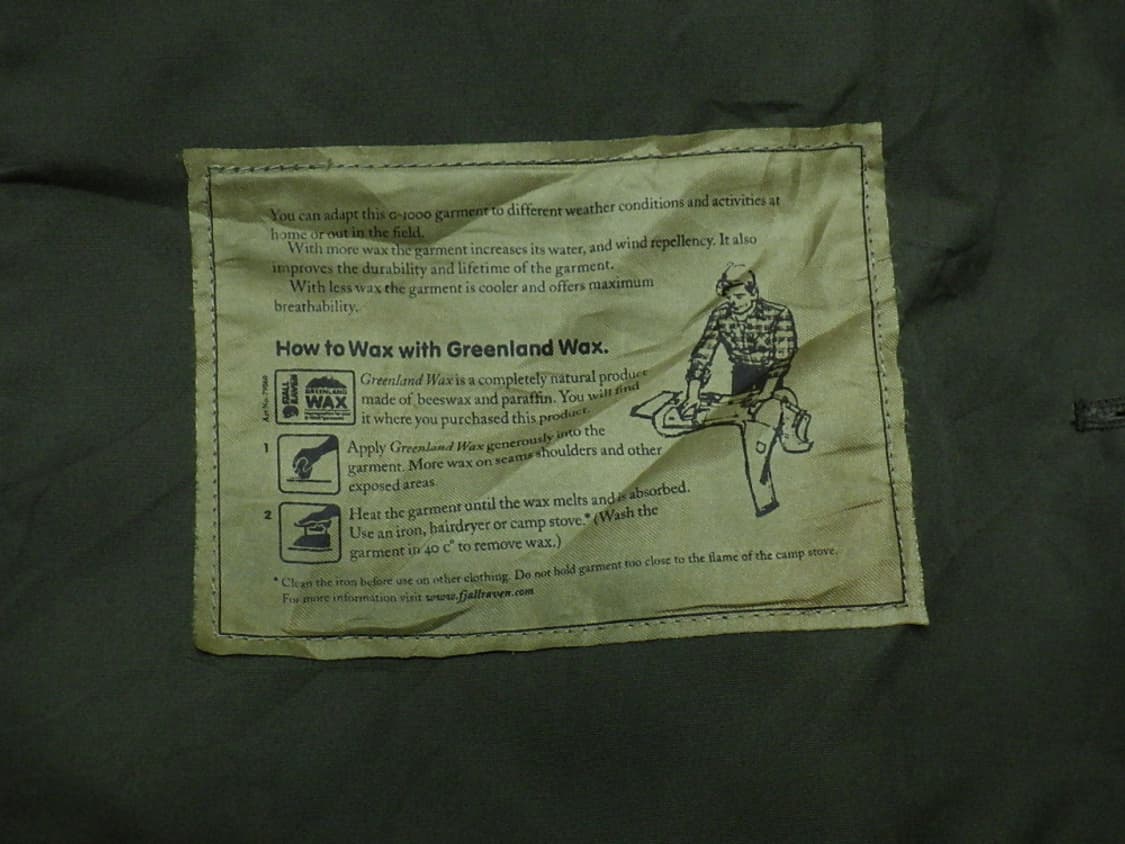 You can adapt this G-1000 garment to different weather conditions and activities at
home or out in the field.
With more wax the garment increases its water, and wind repellency. It also
improves the durability and lifetime of the garment.
With less wax the garment is cooler and offers maximum
breathability.
How to Wax with Greenland Wax.
FJÄLL
RÄVEN
GREENLAND
WAX
Greenland Wax is a completely natural product
made of beeswax and paraffin. You will find
it where you purchased this product.
1
Apply Greenland Wax generously into the
garment. More wax on seams shoulders and other
exposed areas
2
Heat the garment until the wax melts and is absorbed.
Use an iron, hairdryer or camp stove.* (Wash the
garment in 40 c° to remove wax.)
* Clean the iron before use on other clothing. Do not hold garment too close to the flame of the camp stove.
For more information visit www.fjallraven.com